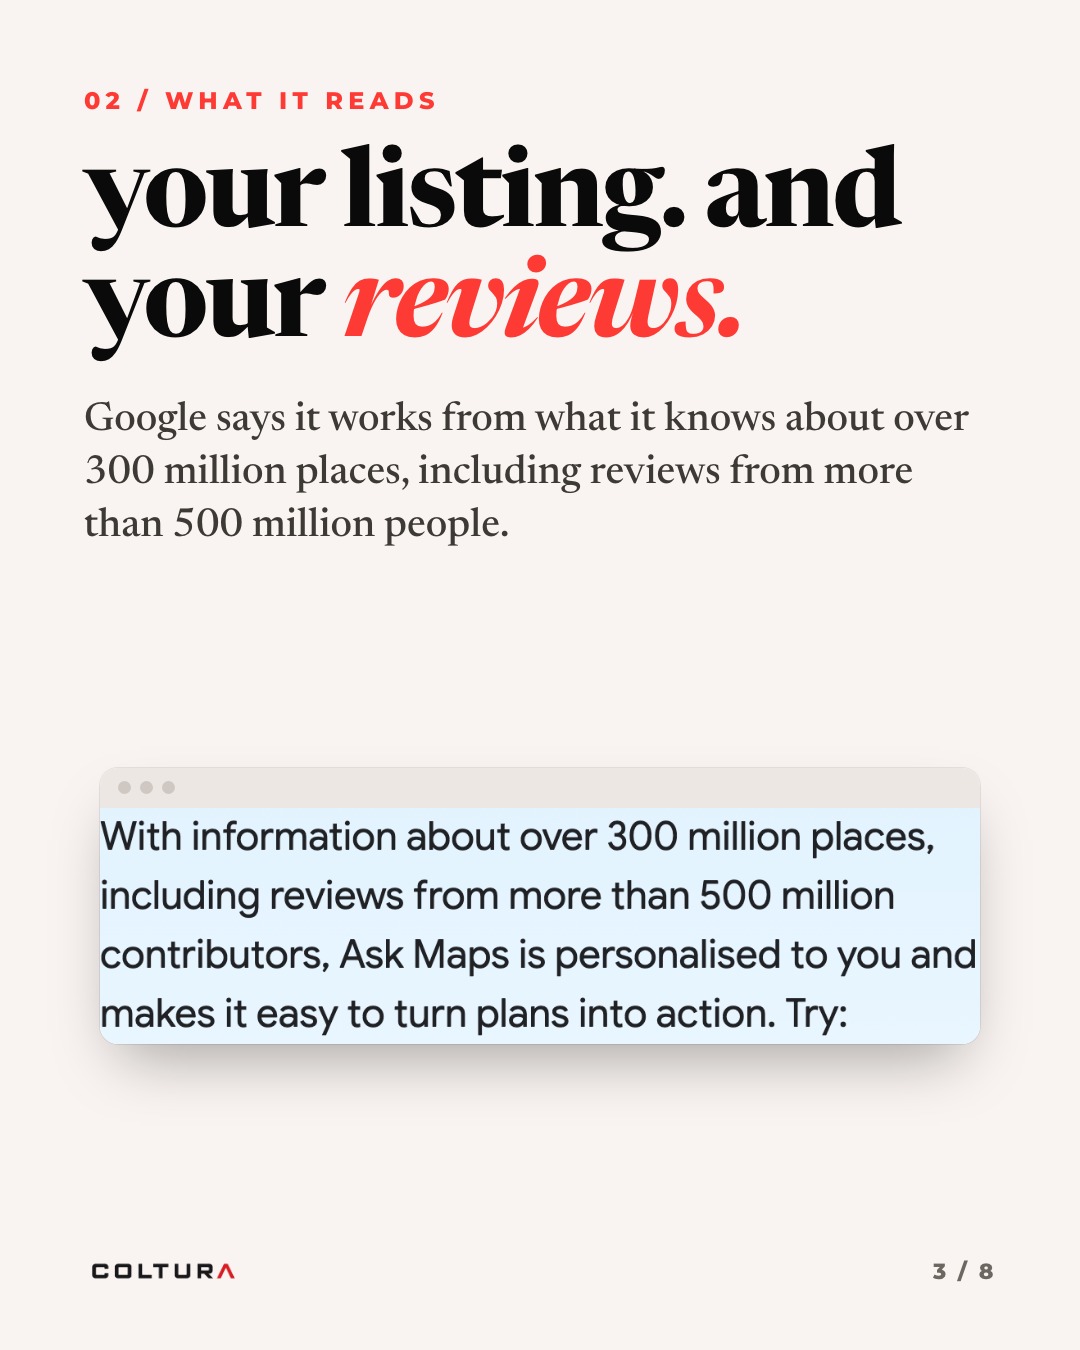 02 / WHAT IT READS
your listing. and
your reviews.
Google says it works from what it knows about over
300 million places, including reviews from more
than 500 million people.
With information about over 300 million places,
including reviews from more than 500 million
contributors, Ask Maps is personalised to you and
makes it easy to turn plans into action. Try:
COLTURA
3 / 8